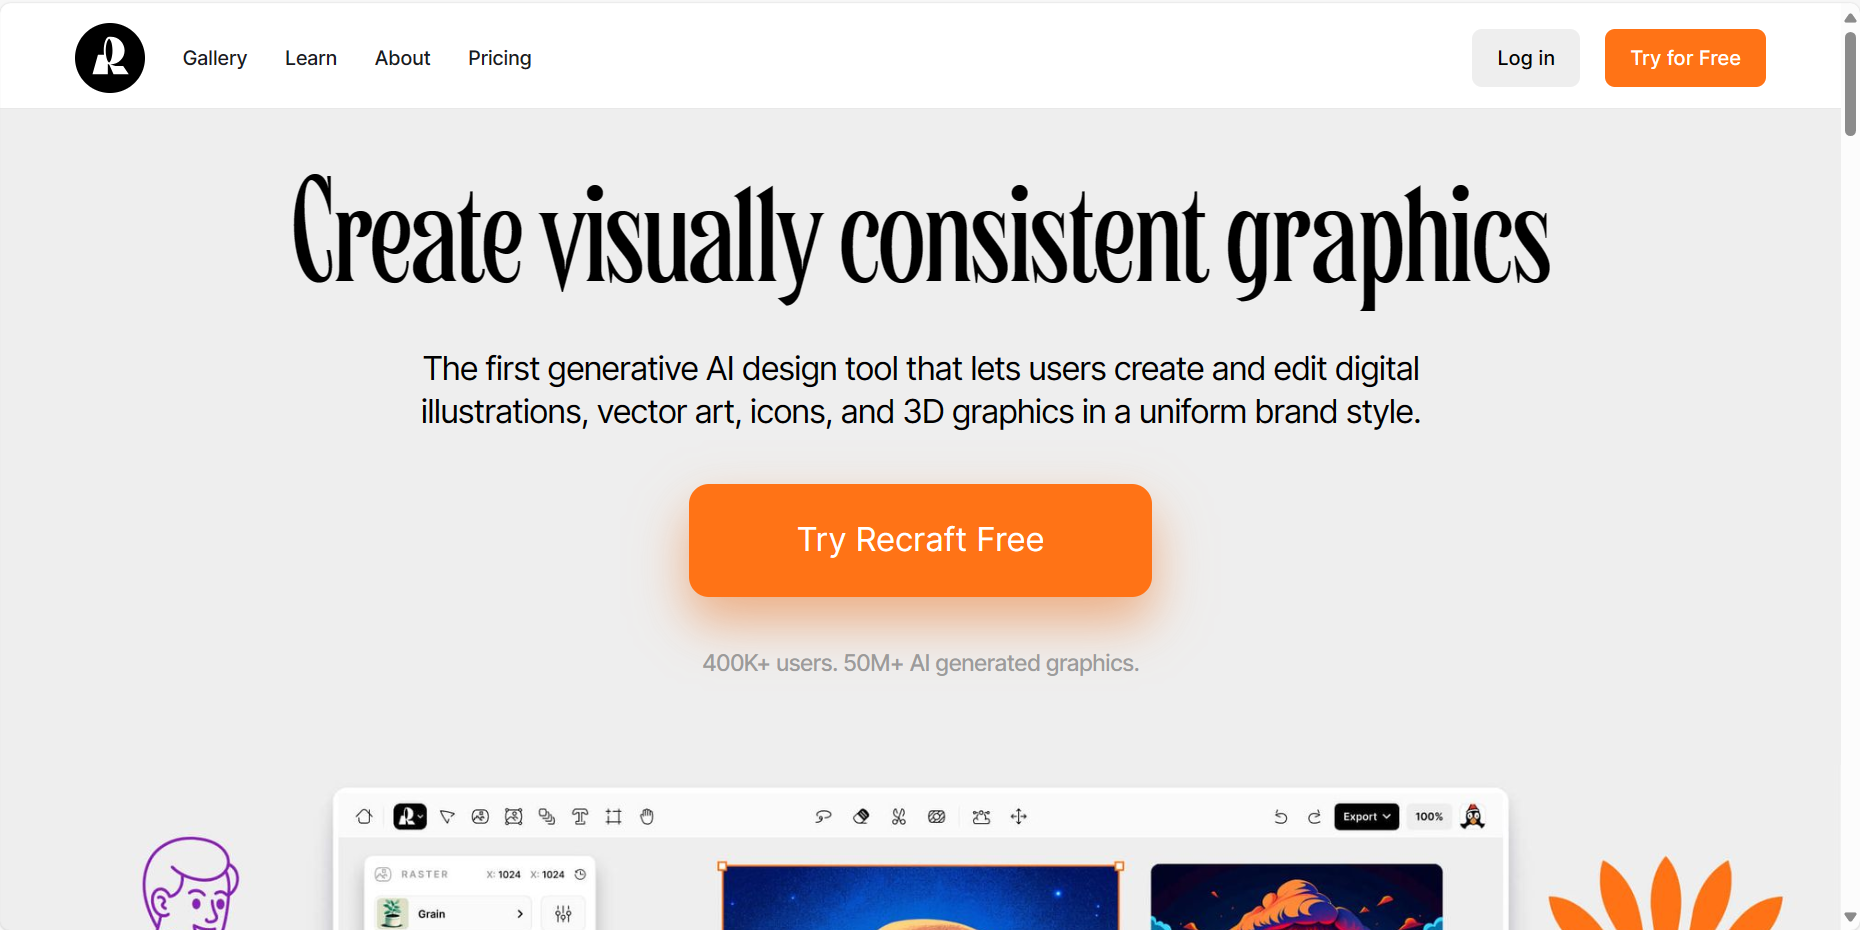 R
Gallery
Learn
About
Pricing
Log in
Try for Free
Create visually consistent graphics
The first generative AI design tool that lets users create and edit digital
illustrations, vector art, icons, and 3D graphics in a uniform brand style.
Try Recraft Free
400K+ users. 50M+ AI generated graphics.
R
Export
100%
RASTER
X: 1024
X: 1024
Grain